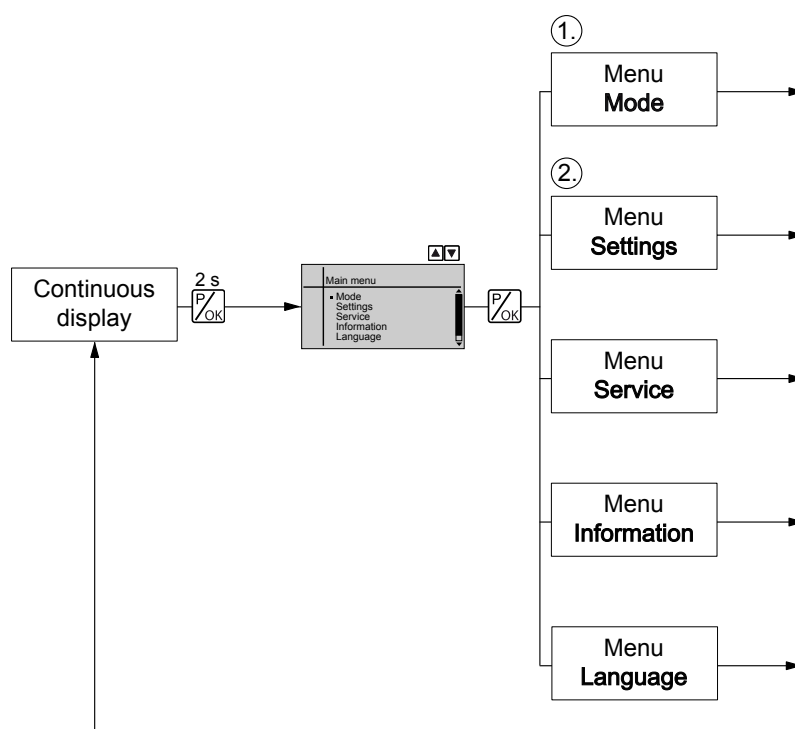 1.
Menu
Mode
2.
Menu
Settings
Continuous
display
2 s
P/OK
Main menu
Mode
Settings
Service
Information
Language
P/OK
Menu
Service
Menu
Information
Menu
Language